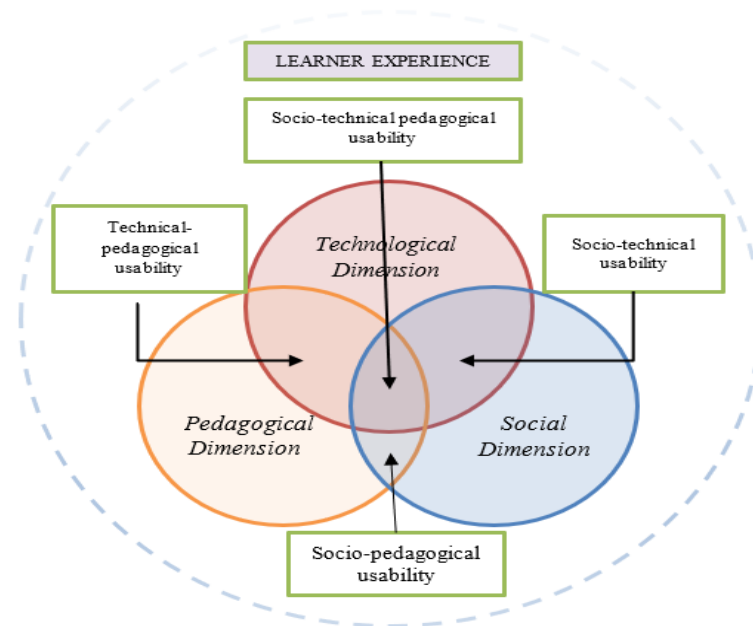 LEARNER EXPERIENCE
Socio-technical pedagogical
usability
Technical-
pedagogical
usability
Technological
Dimension
Socio-technical
usability
Pedagogical
Dimension
Social
Dimension
Socio-pedagogical
usability